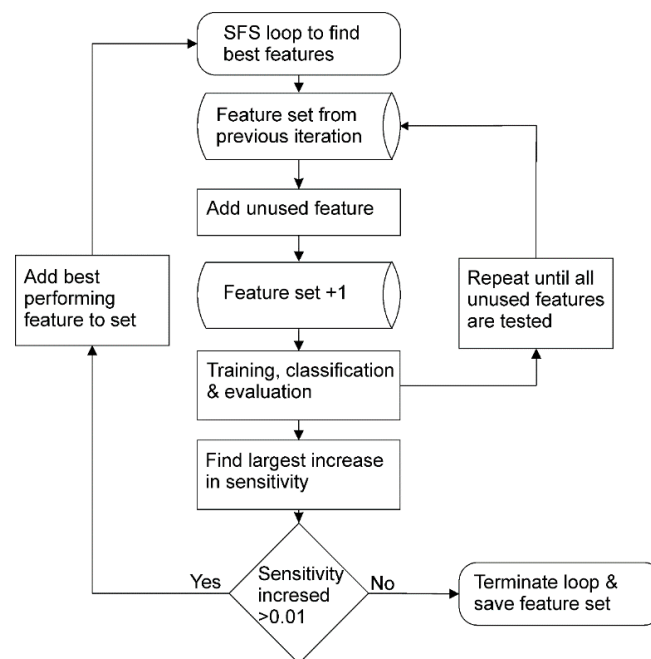 SFS loop to find
best features
Feature set from
previous iteration
Add unused feature
Add best
performing
feature to set
Feature set +1
Repeat until all
unused features
are tested
Training, classification
& evaluation
Find largest increase
in sensitivity
Yes
Sensitivity
incresed
>0.01
No
Terminate loop &
save feature set